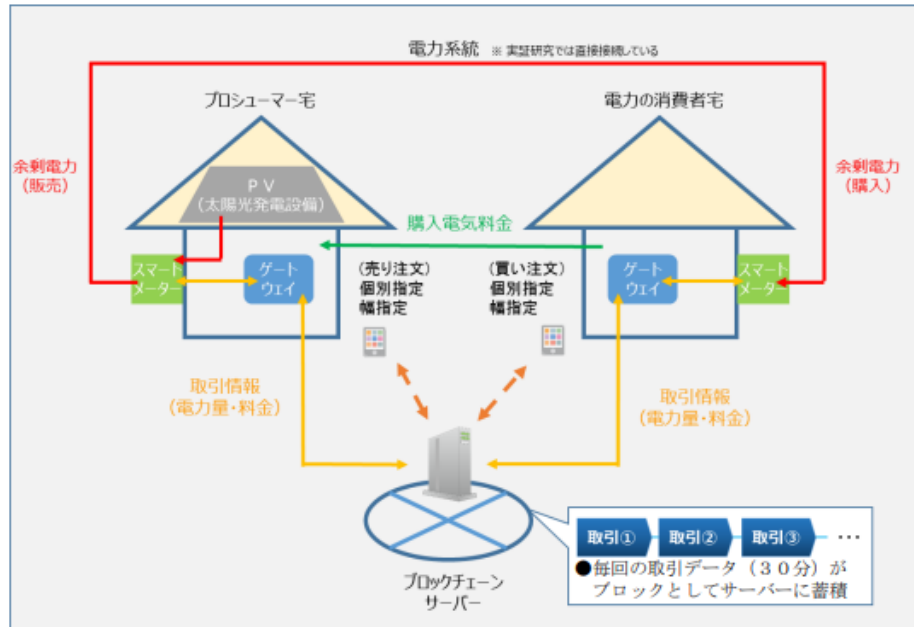 電力系統 ※ 実証研究では直接接続している
プロシューマー宅
電力の消費者宅
余剰電力
(販売)
余剰電力
(購入)
PV
(太陽光発電設備)
購入電気料金
スマート
メーター
ゲート
ウェイ
(売り注文)
個別指定
幅指定
(買い注文)
個別指定
幅指定
ゲート
ウェイ
スマート
メーター
取引情報
(電力量・料金)
取引情報
(電力量・料金)
取引①
取引②
取引③
…
●毎回の取引データ(30分)が
ブロックとしてサーバーに蓄積
ブロックチェーン
サーバー